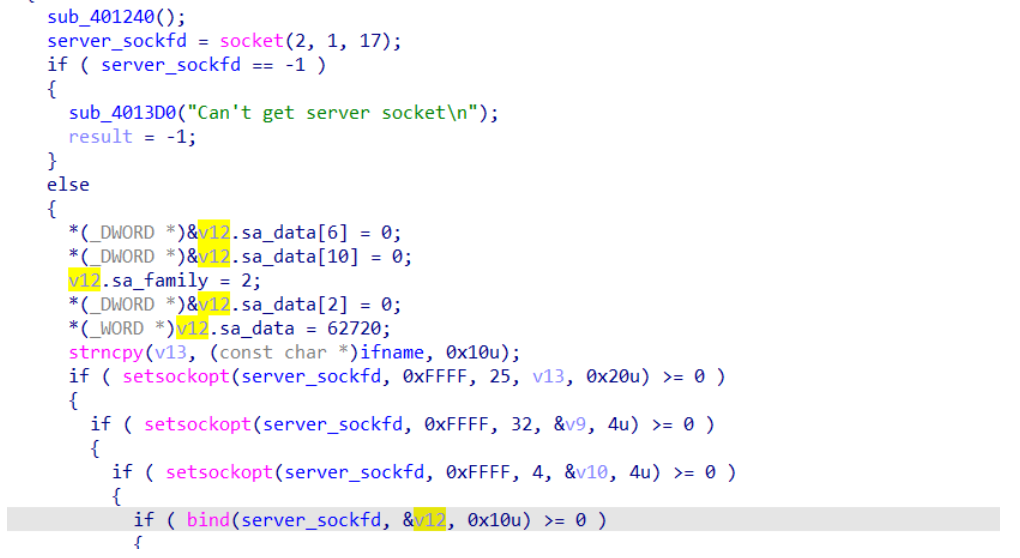 {
sub_401240();
server_sockfd = socket(2, 1, 17);
if ( server_sockfd == -1 )
{
sub_4013D0("Can't get server socket\n");
result = -1;
}
else
{
*(_DWORD *)&v12.sa_data[6] = 0;
*(_DWORD *)&v12.sa_data[10] = 0;
v12.sa_family = 2;
*(_DWORD *)&v12.sa_data[2] = 0;
*(_WORD *)v12.sa_data = 62720;
strncpy(v13, (const char *)ifname, 0x10u);
if ( setsockopt(server_sockfd, 0xFFFF, 25, v13, 0x20u) >= 0 )
{
if ( setsockopt(server_sockfd, 0xFFFF, 32, &v9, 4u) >= 0 )
{
if ( setsockopt(server_sockfd, 0xFFFF, 4, &v10, 4u) >= 0 )
{
if ( bind(server_sockfd, &v12, 0x10u) >= 0 )
{